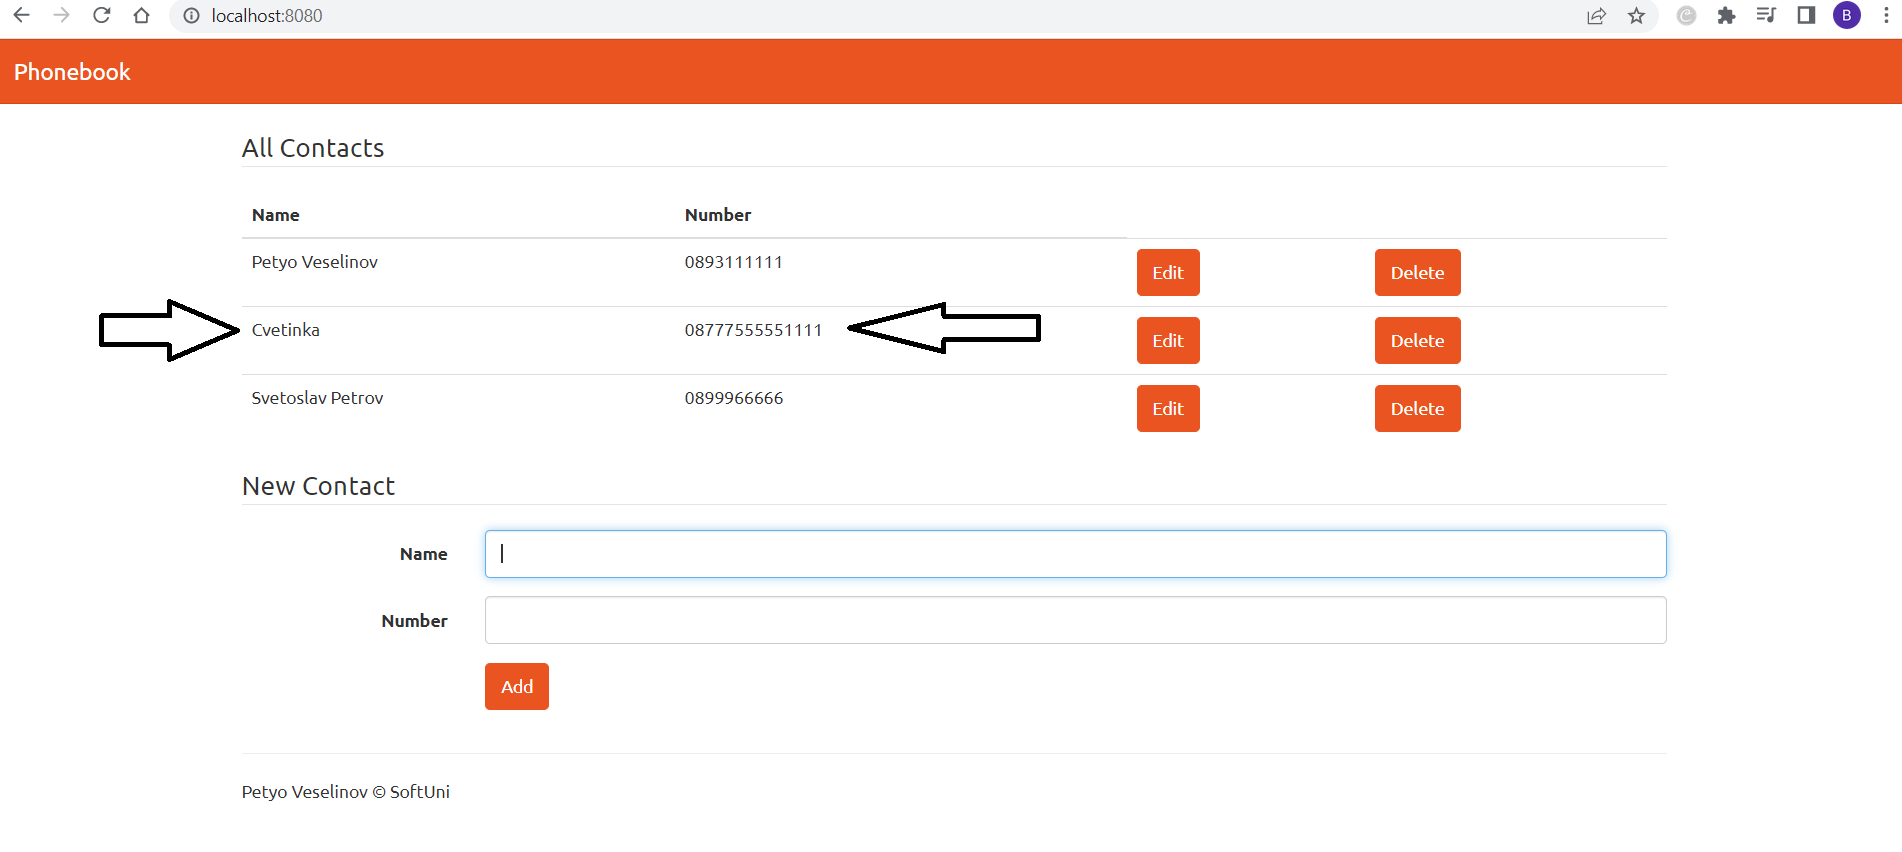 localhost:8080
B
Phonebook
All Contacts
Name Number
Petyo Veselinov 0893111111 Edit Delete
Cvetinka 08777555551111 Edit Delete
Svetoslav Petrov 0899966666 Edit Delete
New Contact
Name
Number
Add
Petyo Veselinov © SoftUni